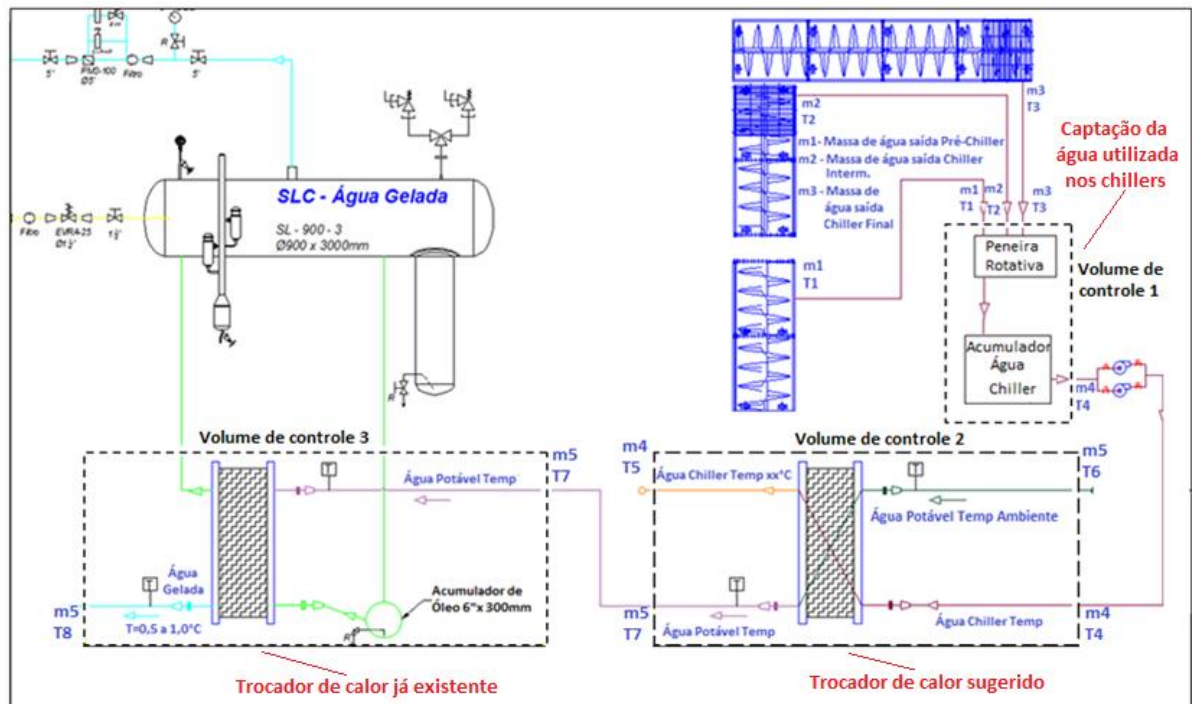 5"
PMS-100
Ø5"
Filtro
R
5"
SLC - Água Gelada
SL - 900 - 3
Ø900 x 3000mm
Filtro
EVRA-25
Ø1½"
1½"
R
m3
T3
m2
T2
m1- Massa de água saída Pré-Chiller
m2 - Massa de água saída Chiller
Interm.
m3 - Massa de
água saída
Chiller Final
Captação da
água utilizada
nos chillers
m1
T1
m2
T2
m3
T3
Peneira
Rotativa
Volume de
controle 1
m1
T1
Acumulador
Água
Chiller
m4
T4
Volume de controle 3
m5
T7
Água Potável Temp
T
Água
Gelada
T
m5
T8
T=0,5 a 1,0°C
Acumulador de
Óleo 6"x 300mm
R
Trocador de calor já existente
Volume de controle 2
m4
T5
Água Chiller Temp xx°C
T
m5
T6
Água Potável Temp Ambiente
T
m5
T7
Água Potável Temp
Água Chiller Temp
m4
T4
Trocador de calor sugerido